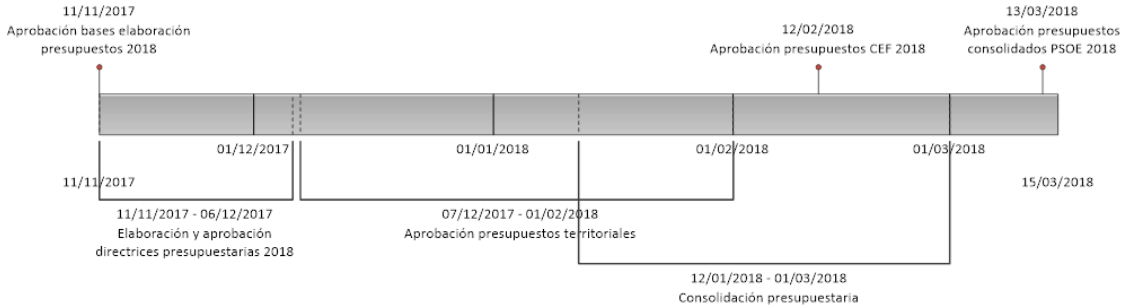 11/11/2017
Aprobación bases elaboración
presupuestos 2018
12/02/2018
Aprobación presupuestos CEF 2018
13/03/2018
Aprobación presupuestos
consolidados PSOE 2018
01/12/2017
01/01/2018
01/02/2018
01/03/2018
11/11/2017
15/03/2018
11/11/2017 - 06/12/2017
Elaboración y aprobación
directrices presupuestarias 2018
07/12/2017 - 01/02/2018
Aprobación presupuestos territoriales
12/01/2018 - 01/03/2018
Consolidación presupuestaria